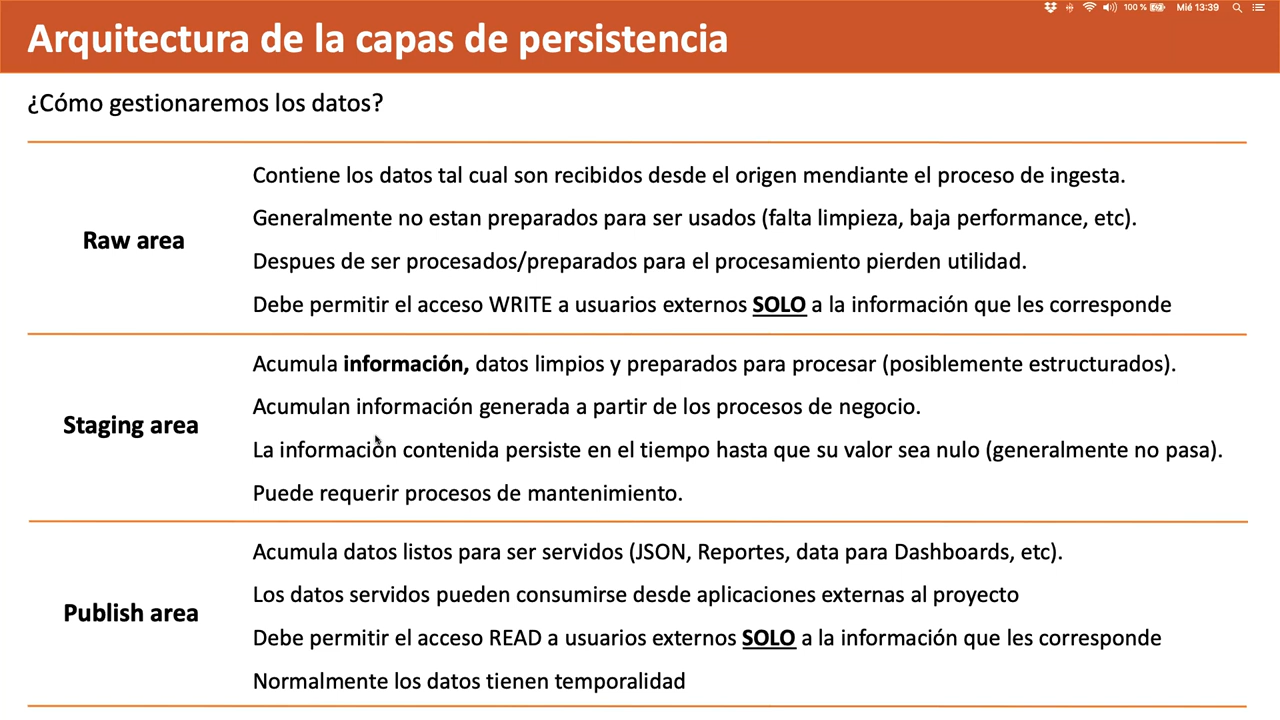 100 % Mié 13:39
Arquitectura de la capas de persistencia
¿Cómo gestionaremos los datos?
Raw area
Contiene los datos tal cual son recibidos desde el origen mendiante el proceso de ingesta.
Generalmente no estan preparados para ser usados (falta limpieza, baja performance, etc).
Despues de ser procesados/preparados para el procesamiento pierden utilidad.
Debe permitir el acceso WRITE a usuarios externos SOLO a la información que les corresponde
Staging area
Acumula información, datos limpios y preparados para procesar (posiblemente estructurados).
Acumulan información generada a partir de los procesos de negocio.
La información contenida persiste en el tiempo hasta que su valor sea nulo (generalmente no pasa).
Puede requerir procesos de mantenimiento.
Publish area
Acumula datos listos para ser servidos (JSON, Reportes, data para Dashboards, etc).
Los datos servidos pueden consumirse desde aplicaciones externas al proyecto
Debe permitir el acceso READ a usuarios externos SOLO a la información que les corresponde
Normalmente los datos tienen temporalidad